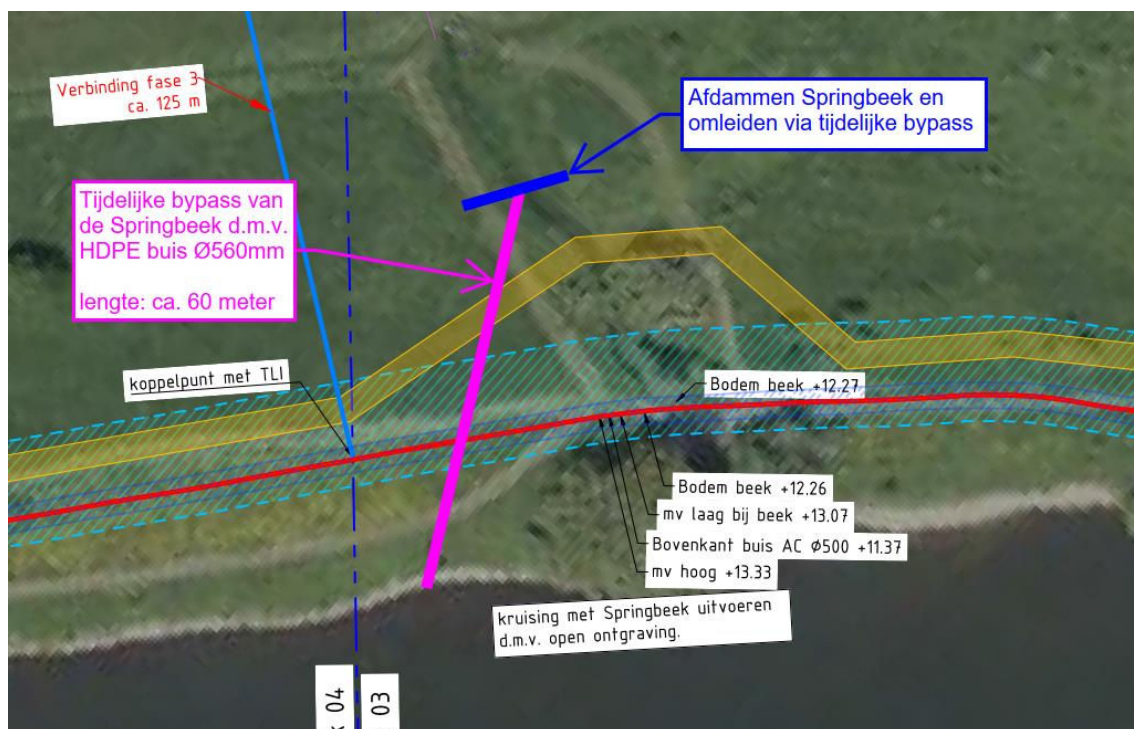 Verbinding fase 3
ca. 125 m
Afdammen Springbeek en
omleiden via tijdelijke bypass
Tijdelijke bypass van
de Springbeek d.m.v.
HDPE buis Ø560mm
lengte: ca. 60 meter
koppelpunt met TLI
Bodem beek +12.27
Bodem beek +12.26
mv laag bij beek +13.07
Bovenkant buis AC Ø500 +11.37
mv hoog +13.33
kruising met Springbeek uitvoeren
d.m.v. open ontgraving.
04
03